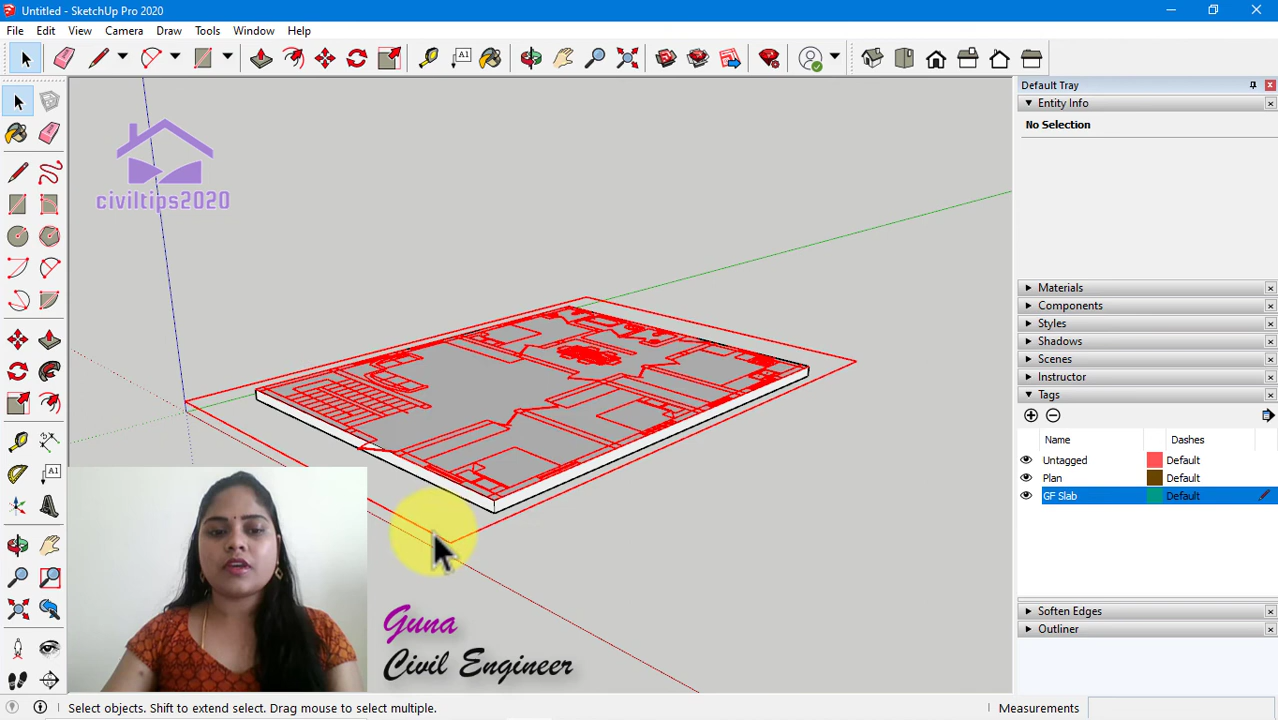 Untitled - SketchUp Pro 2020
File Edit View Camera Draw Tools Window Help
A1
civiltips2020
A1
Default Tray
Entity Info
No Selection
Materials
Components
Styles
Shadows
Scenes
Instructor
Tags
Name Dashes
Untagged Default
Plan Default
GF Slab Default
Soften Edges
Outliner
Guna
Civil Engineer
Select objects. Shift to extend select. Drag mouse to select multiple.
Measurements